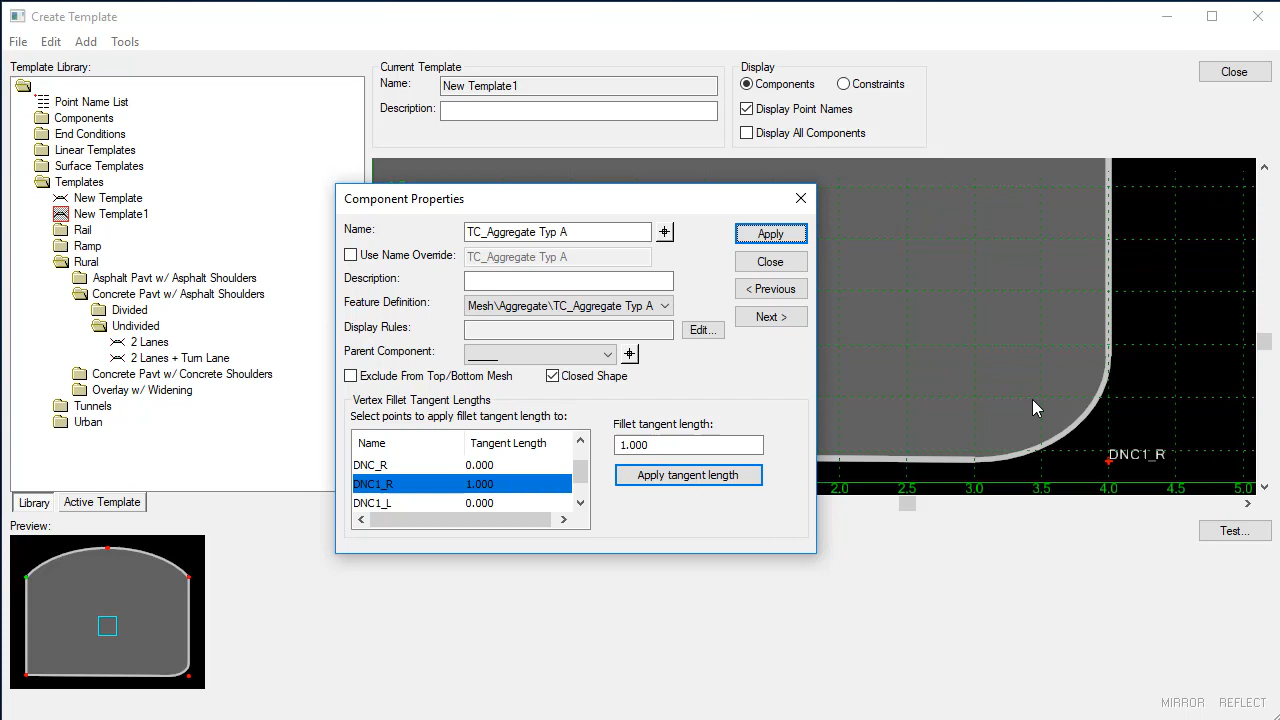 Create Template
File Edit Add Tools
Template Library:
Point Name List
Components
End Conditions
Linear Templates
Surface Templates
Templates
New Template
New Template1
Rail
Ramp
Rural
Asphalt Pavt w/ Asphalt Shoulders
Concrete Pavt w/ Asphalt Shoulders
Divided
Undivided
2 Lanes
2 Lanes + Turn Lane
Concrete Pavt w/ Concrete Shoulders
Overlay w/ Widening
Tunnels
Urban
Library Active Template
Preview:
Current Template
Name: New Template1
Description:
Display
Components Constraints
Display Point Names
Display All Components
Close
Component Properties
Name: TC_Aggregate Typ A
Use Name Override: TC_Aggregate Typ A
Description:
Feature Definition: Mesh\Aggregate\TC_Aggregate Typ A
Display Rules: Edit...
Parent Component:
Exclude From Top/Bottom Mesh Closed Shape
Apply
Close
< Previous
Next >
Vertex Fillet Tangent Lengths
Select points to apply fillet tangent length to:
Name Tangent Length
DNC_R 0.000
DNC1_R 1.000
DNC1_L 0.000
Fillet tangent length:
1.000
Apply tangent length
DNC1_R
2.0 2.5 3.0 3.5 4.0 4.5 5.0
Test...
MIRROR REFLECT